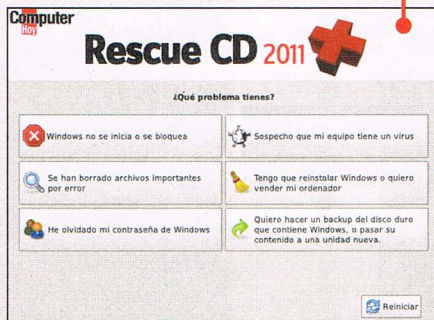 Computer
Hoy
Rescue CD 2011
¿Qué problema tienes?
Windows no se inicia o se bloquea
Sospecho que mi equipo tiene un virus
Se han borrado archivos importantes
por error
Tengo que reinstalar Windows o quiero
vender mi ordenador
He olvidado mi contraseña de Windows
Quiero hacer un backup del disco duro
que contiene Windows, o pasar su
contenido a una unidad nueva.
Reiniciar